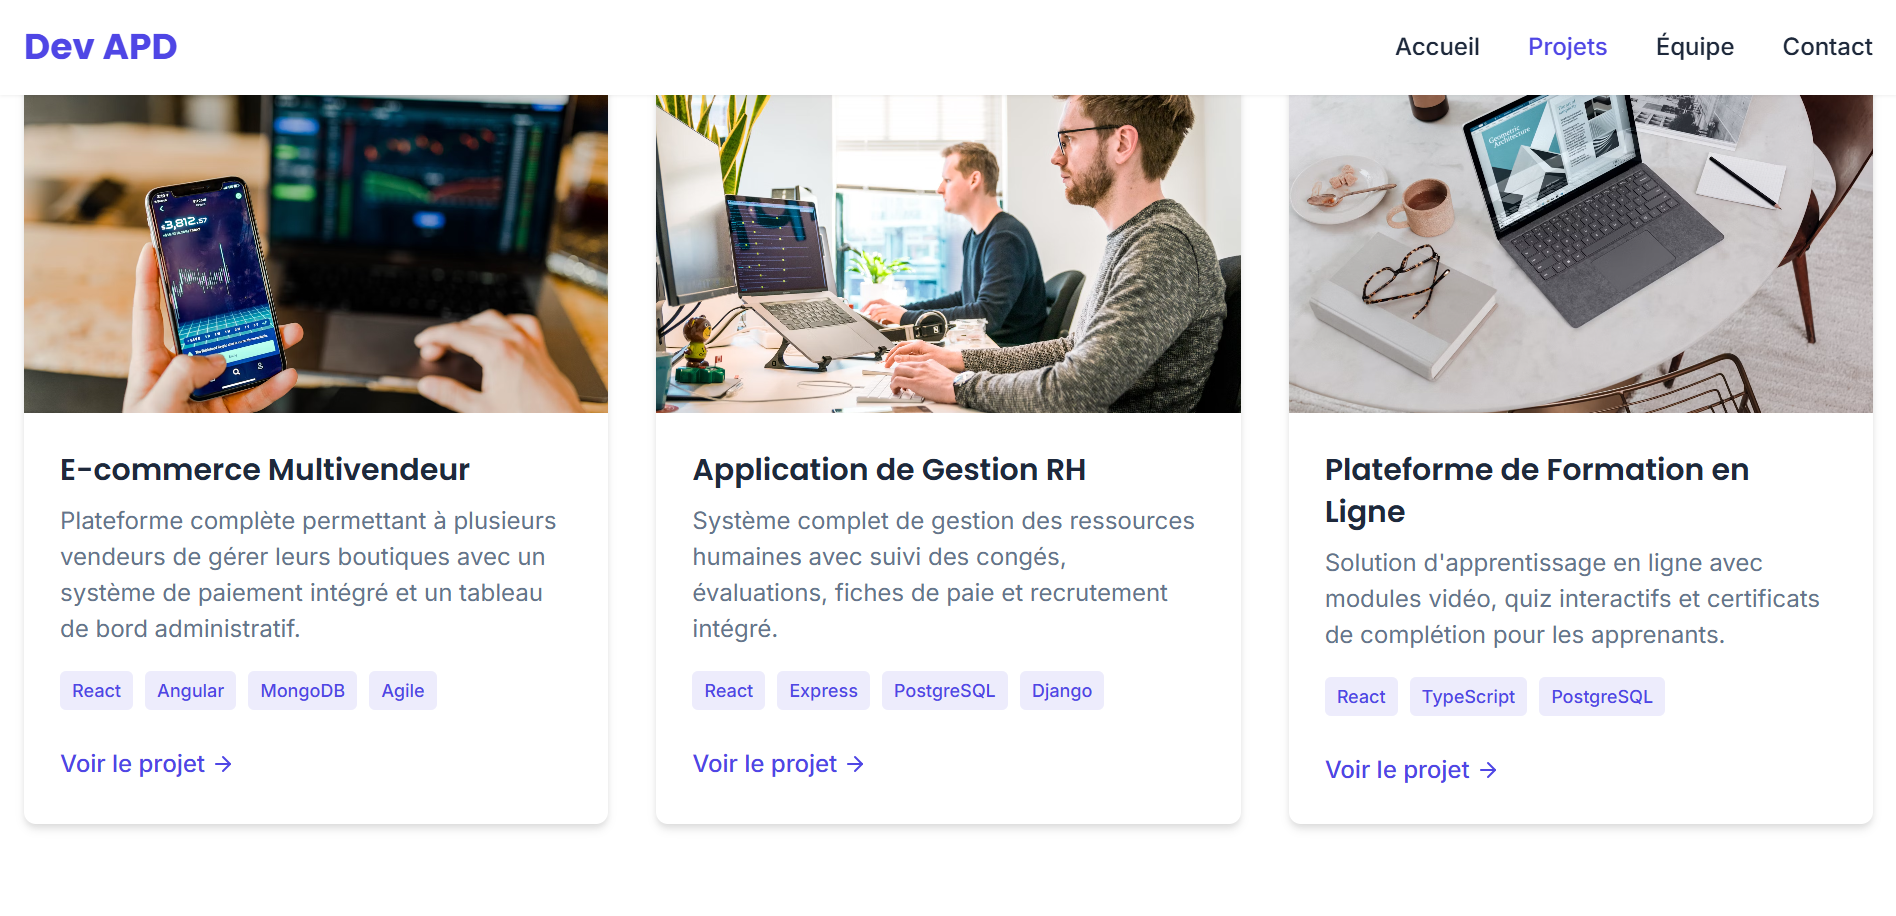 Dev APD
Accueil
Projets
Équipe
Contact
$3,812.57
Geometric
Architecture
E-commerce Multivendeur
Plateforme complète permettant à plusieurs
vendeurs de gérer leurs boutiques avec un
système de paiement intégré et un tableau
de bord administratif.
React
Angular
MongoDB
Agile
Voir le projet →
Application de Gestion RH
Système complet de gestion des ressources
humaines avec suivi des congés,
évaluations, fiches de paie et recrutement
intégré.
React
Express
PostgreSQL
Django
Voir le projet →
Plateforme de Formation en
Ligne
Solution d'apprentissage en ligne avec
modules vidéo, quiz interactifs et certificats
de complétion pour les apprenants.
React
TypeScript
PostgreSQL
Voir le projet →